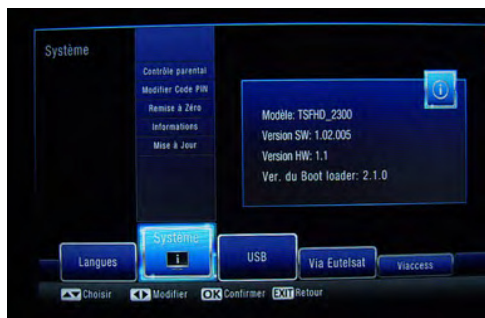 Système
Contrôle parental
Modifier Code PIN
Remise à Zéro
Informations
Mise à Jour
Modèle: TSFHD_2300
Version SW: 1.02.005
Version HW: 1.1
Ver. du Boot loader: 2.1.0
Langues
Système
USB
Via Eutelsat
Viaccess
Choisir
Modifier
OK Confirmer
EXIT Retour